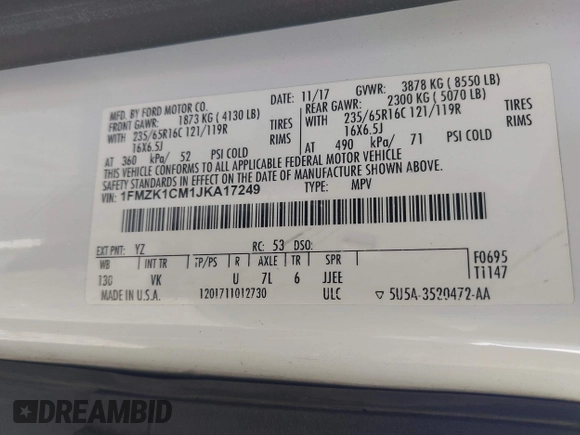 MFD. BY FORD MOTOR CO. 11/17 GVWR: 3878 KG ( 8550 LB)
FRONT GAWR: 1873 KG ( 4130 LB) REAR GAWR: 2300 KG ( 5070 LB)
WITH 235/65R16C 121/119R TIRES WITH 235/65R16C 121/119R TIRES
16X6.5J RIMS 16X6.5J RIMS
AT 360 kPa/ 52 PSI COLD AT 490 kPa/ 71 PSI COLD
THIS VEHICLE CONFORMS TO ALL APPLICABLE FEDERAL MOTOR VEHICLE
SAFETY STANDARDS IN EFFECT ON THE DATE OF MANUFACTURE SHOWN ABOVE.
VIN: 1FMZK1CM1JKA17249 TYPE: MPV
EXT PNT: YZ RC: 53 DSO:
WB INT TR TP/PS R AXLE TR SPR F0695
130 VK U 7L 6 JJEE T1147
MADE IN U.S.A. 1201711012730 ULC ▽ 5U5A-3520472-AA
DREAMBID